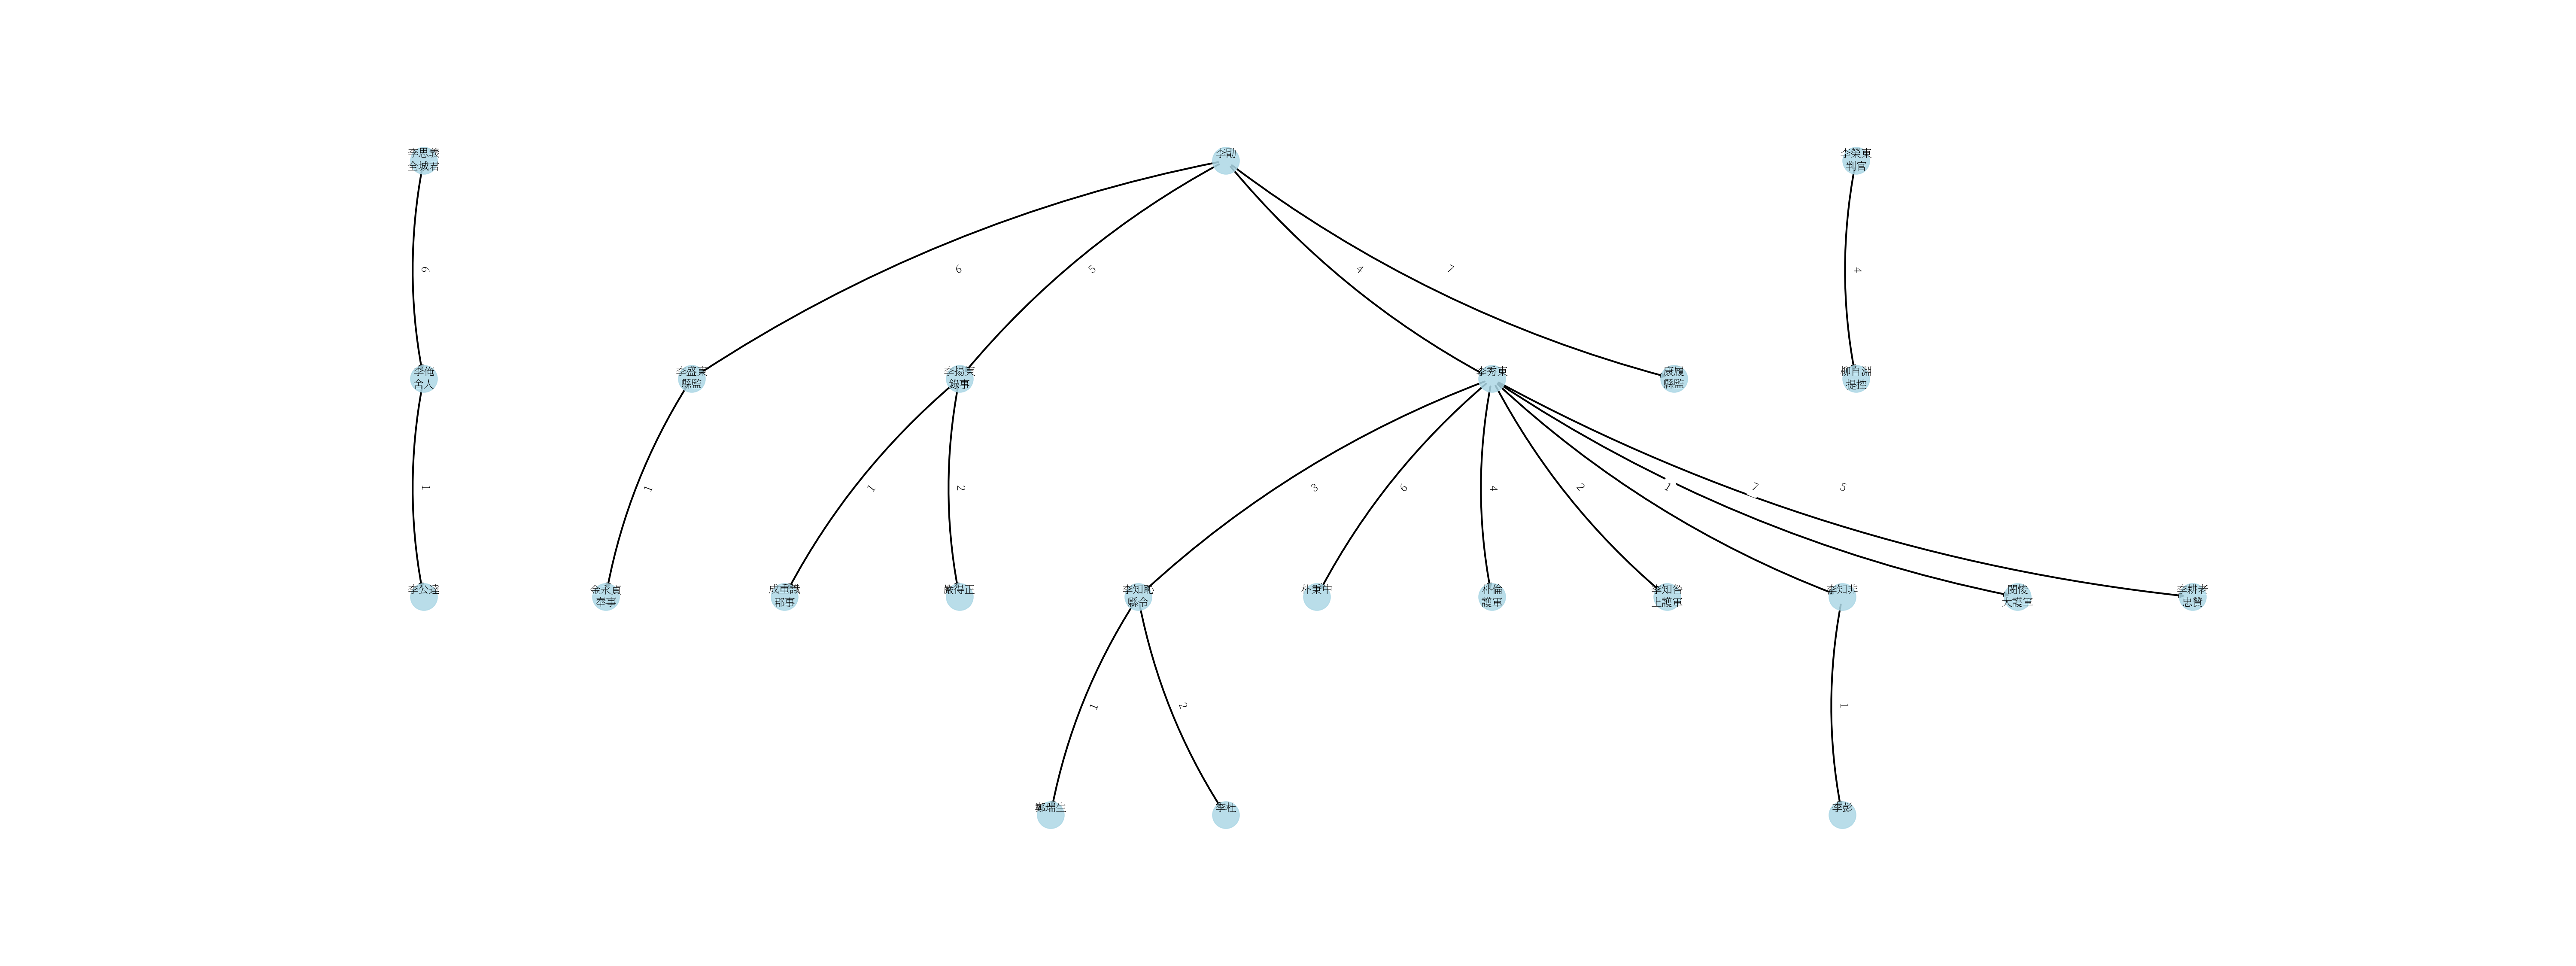 李思義
全城君
李勖
李荣東
判官
6
6
5
4
7
4
李俺
舍人
李盛東
縣監
李揚東
錄事
李秀東
康履
縣監
柳自淵
提控
1
1
1
2
3
6
4
2
1
7
5
李公達
金永貞
奉事
成重識
郡事
嚴得正
李知恥
縣令
朴秉中
朴倫
護軍
李知咎
上護軍
李知非
閔俊
大護軍
李耕老
忠贊
1
2
1
鄭瑞生
李杜
李彭